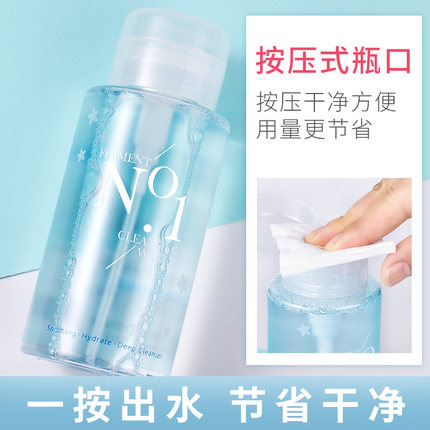 按压式瓶口
按压干净方便
用量更节省
FERMENT
No.1
CLEA
Soothing · Hydrate · Deep Cleanser
一按出水 节省干净